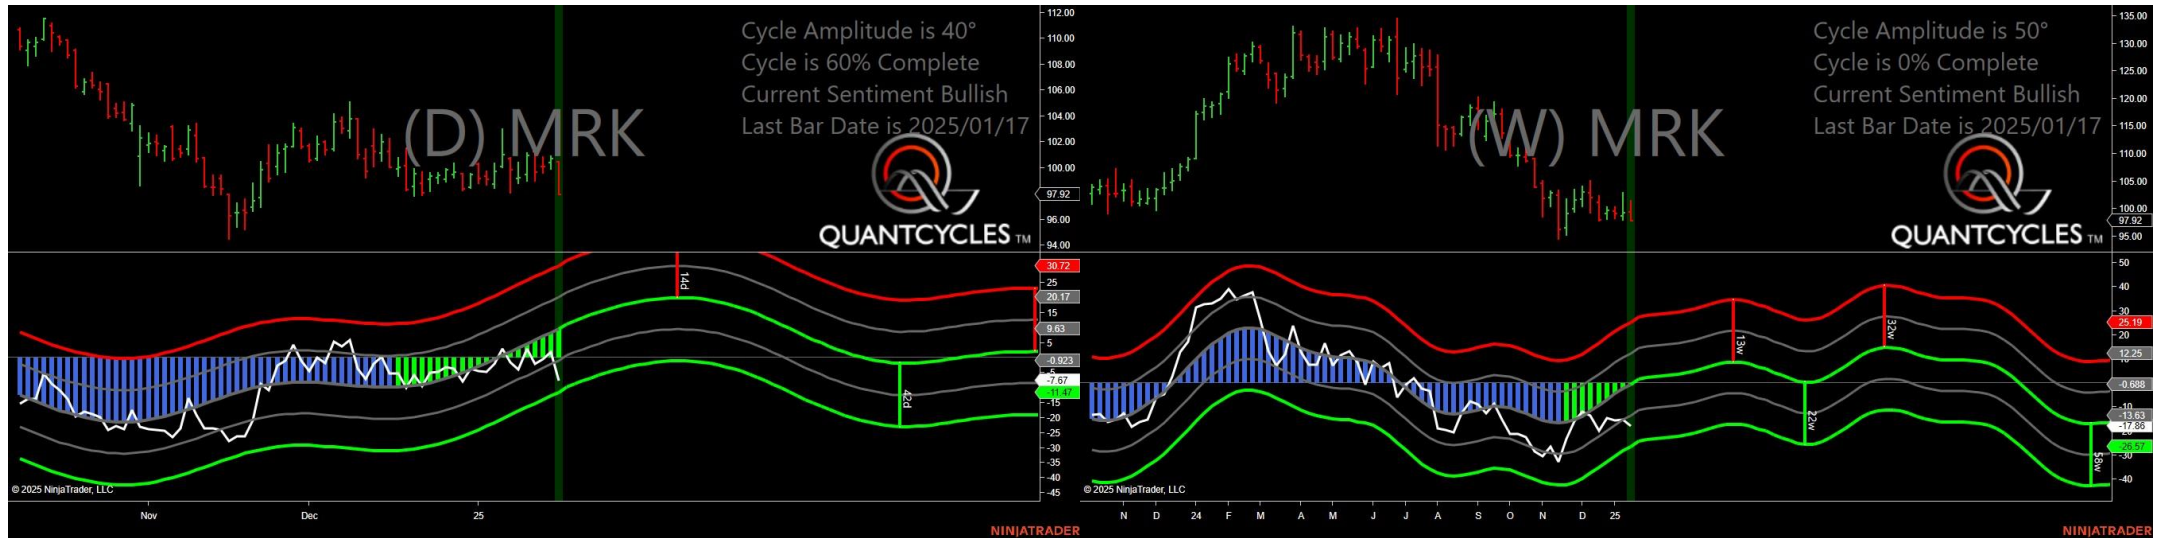 Cycle Amplitude is 40°
Cycle is 60% Complete
Current Sentiment Bullish
Last Bar Date is 2025/01/17
(D) MRK
QUANTCYCLES TM
112.00
110.00
108.00
106.00
104.00
102.00
100.00
97.92
96.00
94.00
30.72
25
20.17
15
9.63
5
-0.923
-7.67
-11.47
-15
-20
-25
-30
-35
-40
-45
14d
42d
© 2025 NinjaTrader, LLC
Nov
Dec
25
NINJATRADER
Cycle Amplitude is 50°
Cycle is 0% Complete
Current Sentiment Bullish
Last Bar Date is 2025/01/17
(W) MRK
QUANTCYCLES TM
135.00
130.00
125.00
120.00
115.00
110.00
105.00
100.00
97.92
95.00
50
40
30
25.19
20
12.25
-0.688
-10
-13.63
-17.86
-26.57
-30
-40
13w
22w
32w
58w
© 2025 NinjaTrader, LLC
N D 24 F M A M J J A S O N D 25
NINJATRADER